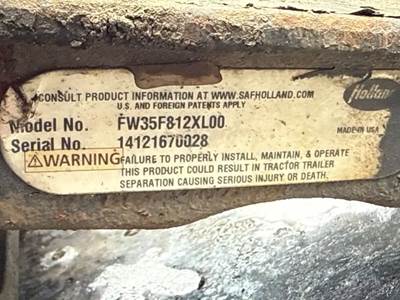 CONSULT PRODUCT INFORMATION AT WWW.SAFHOLLAND.COM
U.S. AND FOREIGN PATENTS APPLY
Holland
Model No. FW35F812XL00
MADE IN USA
Serial No. 14121670028
WARNING FAILURE TO PROPERLY INSTALL, MAINTAIN, & OPERATE
THIS PRODUCT COULD RESULT IN TRACTOR TRAILER
SEPARATION CAUSING SERIOUS INJURY OR DEATH.